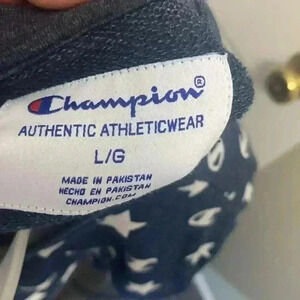 Champion®
AUTHENTIC ATHLETICWEAR
L/G
MADE IN PAKISTAN
HECHO EN PAKISTAN
CHAMPION.COM